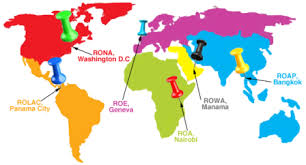 RONA,
Washington D.C
ROLAC,
Panama City
ROE,
Geneva
ROWA,
Manama
ROAP,
Bangkok
ROA,
Nairobi